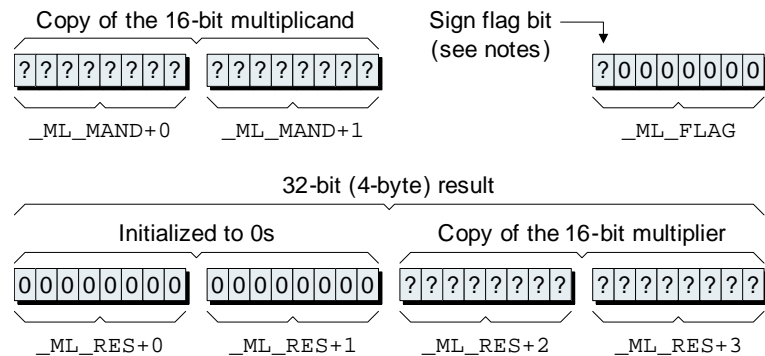 Copy of the 16-bit multiplicand
Sign flag bit
(see notes)
? ? ? ? ? ? ? ? ? ? ? ? ? ? ? ? ? 0 0 0 0 0 0 0
_ML_MAND+0 _ML_MAND+1 _ML_FLAG
32-bit (4-byte) result
Initialized to 0s Copy of the 16-bit multiplier
0 0 0 0 0 0 0 0 0 0 0 0 0 0 0 0 ? ? ? ? ? ? ? ? ? ? ? ? ? ? ? ?
_ML_RES+0 _ML_RES+1 _ML_RES+2 _ML_RES+3